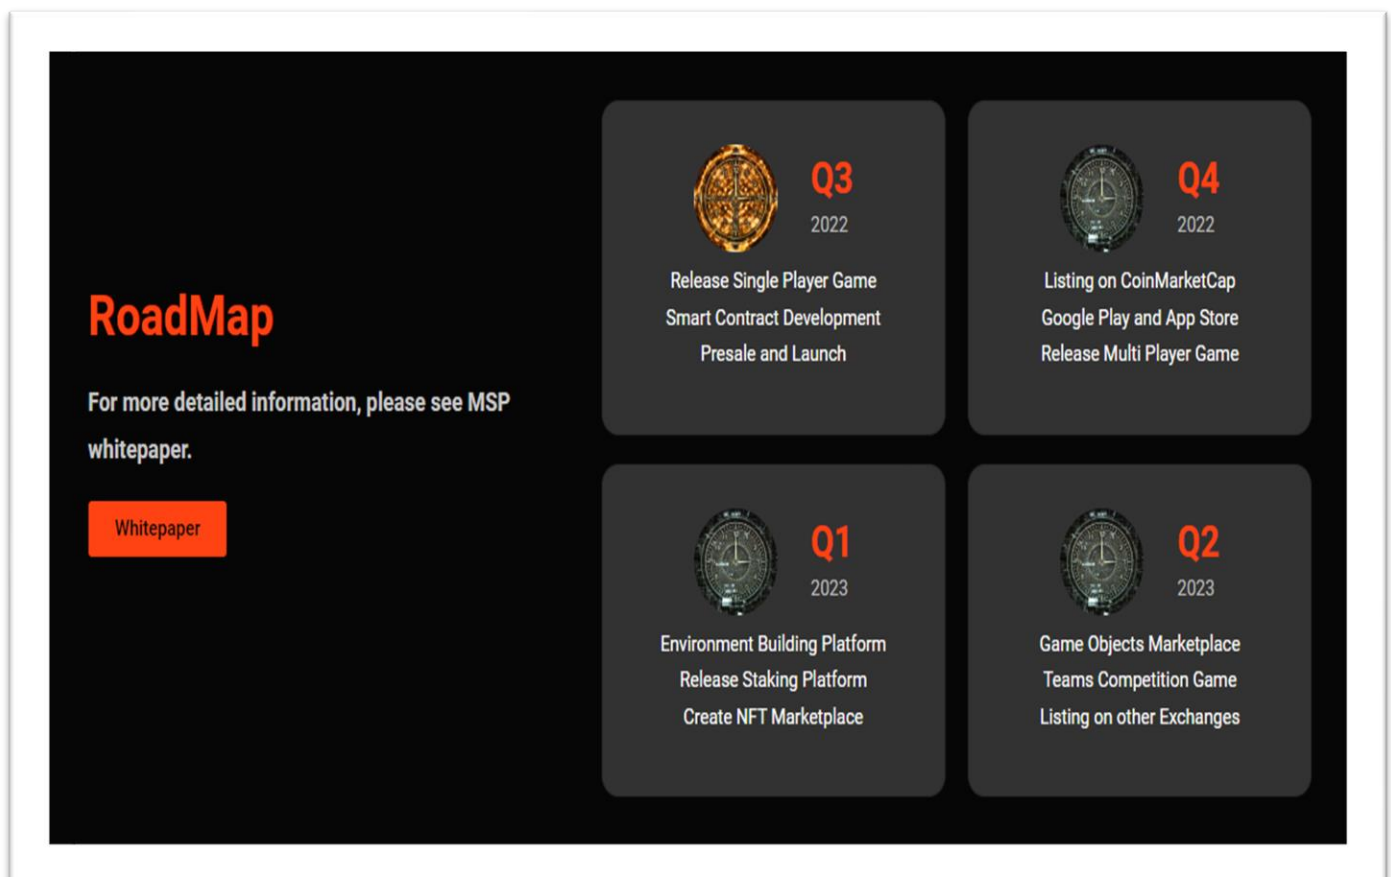 RoadMap
For more detailed information, please see MSP
whitepaper.
Whitepaper
Q3
2022
Release Single Player Game
Smart Contract Development
Presale and Launch
Q4
2022
Listing on CoinMarketCap
Google Play and App Store
Release Multi Player Game
Q1
2023
Environment Building Platform
Release Staking Platform
Create NFT Marketplace
Q2
2023
Game Objects Marketplace
Teams Competition Game
Listing on other Exchanges